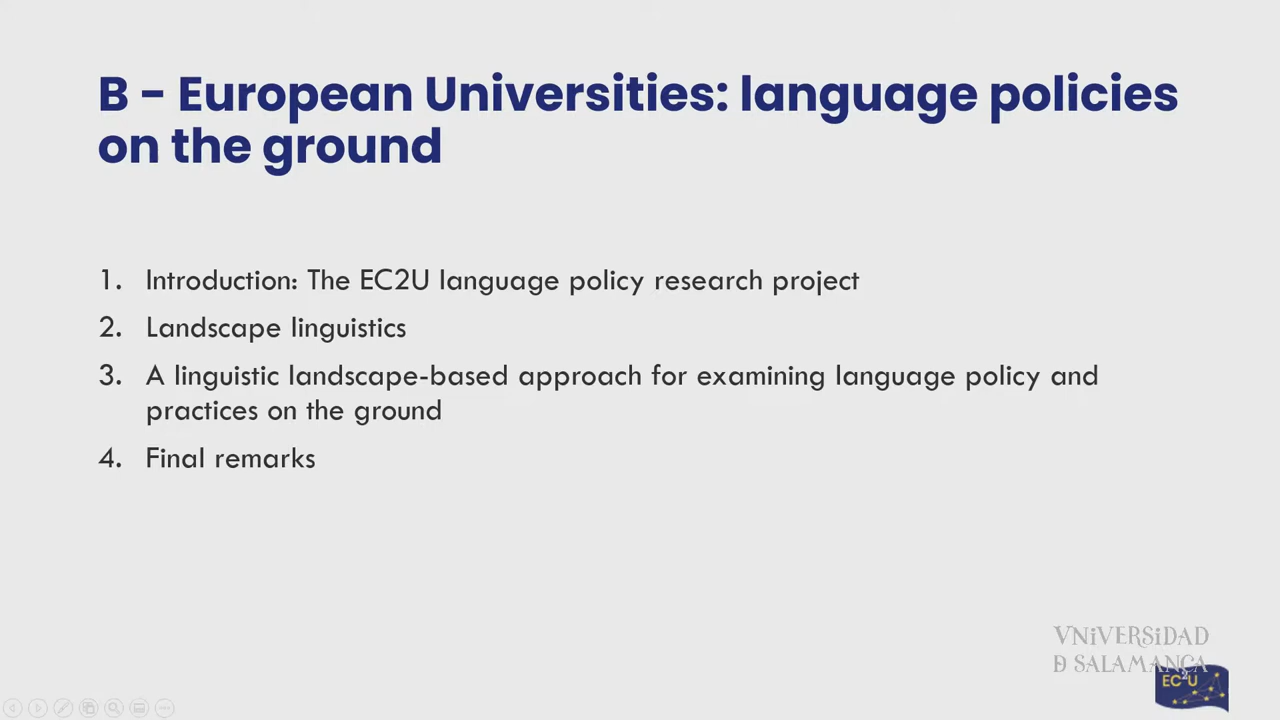 B - European Universities: language policies
on the ground
1. Introduction: The EC2U language policy research project
2. Landscape linguistics
3. A linguistic landscape-based approach for examining language policy and
practices on the ground
4. Final remarks
VNiVERSiDAD
Ð SALAMANCA
EC2U